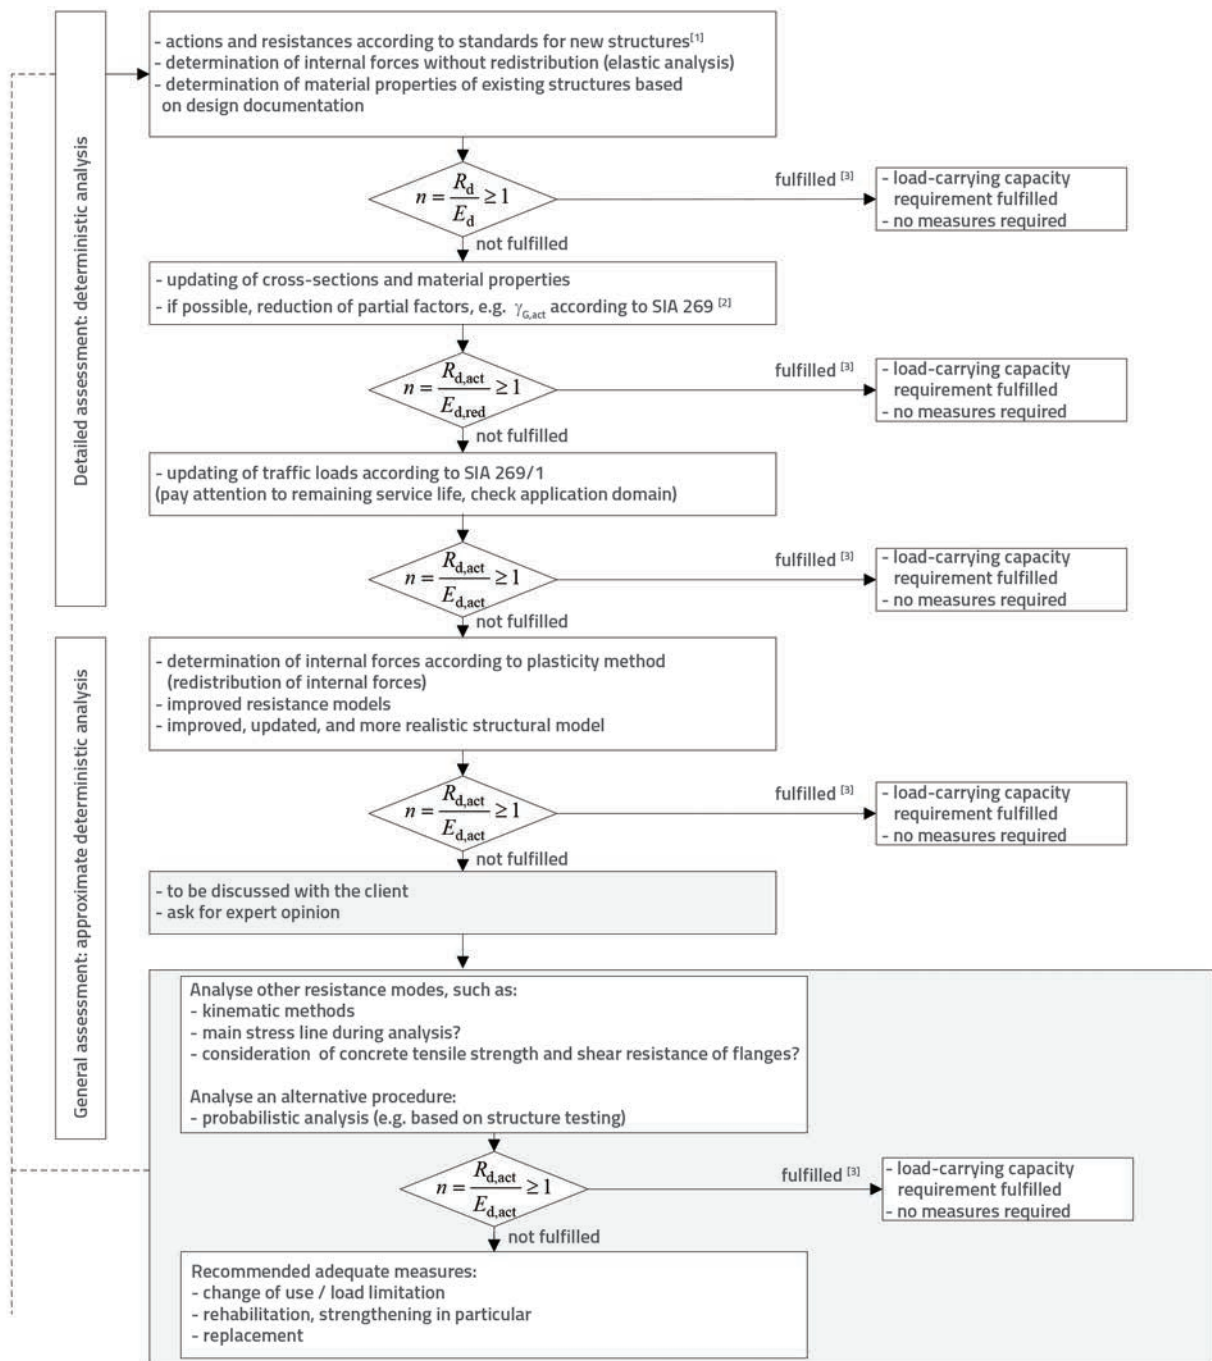 Detailed assessment: deterministic analysis
- actions and resistances according to standards for new structures[1]
- determination of internal forces without redistribution (elastic analysis)
- determination of material properties of existing structures based
on design documentation
n = R_d / E_d ≥ 1
fulfilled [3]
- load-carrying capacity
requirement fulfilled
- no measures required
not fulfilled
- updating of cross-sections and material properties
- if possible, reduction of partial factors, e.g. γ_G,act according to SIA 269 [2]
n = R_d,act / E_d,red ≥ 1
fulfilled [3]
- load-carrying capacity
requirement fulfilled
- no measures required
not fulfilled
- updating of traffic loads according to SIA 269/1
(pay attention to remaining service life, check application domain)
n = R_d,act / E_d,act ≥ 1
fulfilled [3]
- load-carrying capacity
requirement fulfilled
- no measures required
not fulfilled
General assessment: approximate deterministic analysis
- determination of internal forces according to plasticity method
(redistribution of internal forces)
- improved resistance models
- improved, updated, and more realistic structural model
n = R_d,act / E_d,act ≥ 1
fulfilled [3]
- load-carrying capacity
requirement fulfilled
- no measures required
not fulfilled
- to be discussed with the client
- ask for expert opinion
Analyse other resistance modes, such as:
- kinematic methods
- main stress line during analysis?
- consideration of concrete tensile strength and shear resistance of flanges?
Analyse an alternative procedure:
- probabilistic analysis (e.g. based on structure testing)
n = R_d,act / E_d,act ≥ 1
fulfilled [3]
- load-carrying capacity
requirement fulfilled
- no measures required
not fulfilled
Recommended adequate measures:
- change of use / load limitation
- rehabilitation, strengthening in particular
- replacement